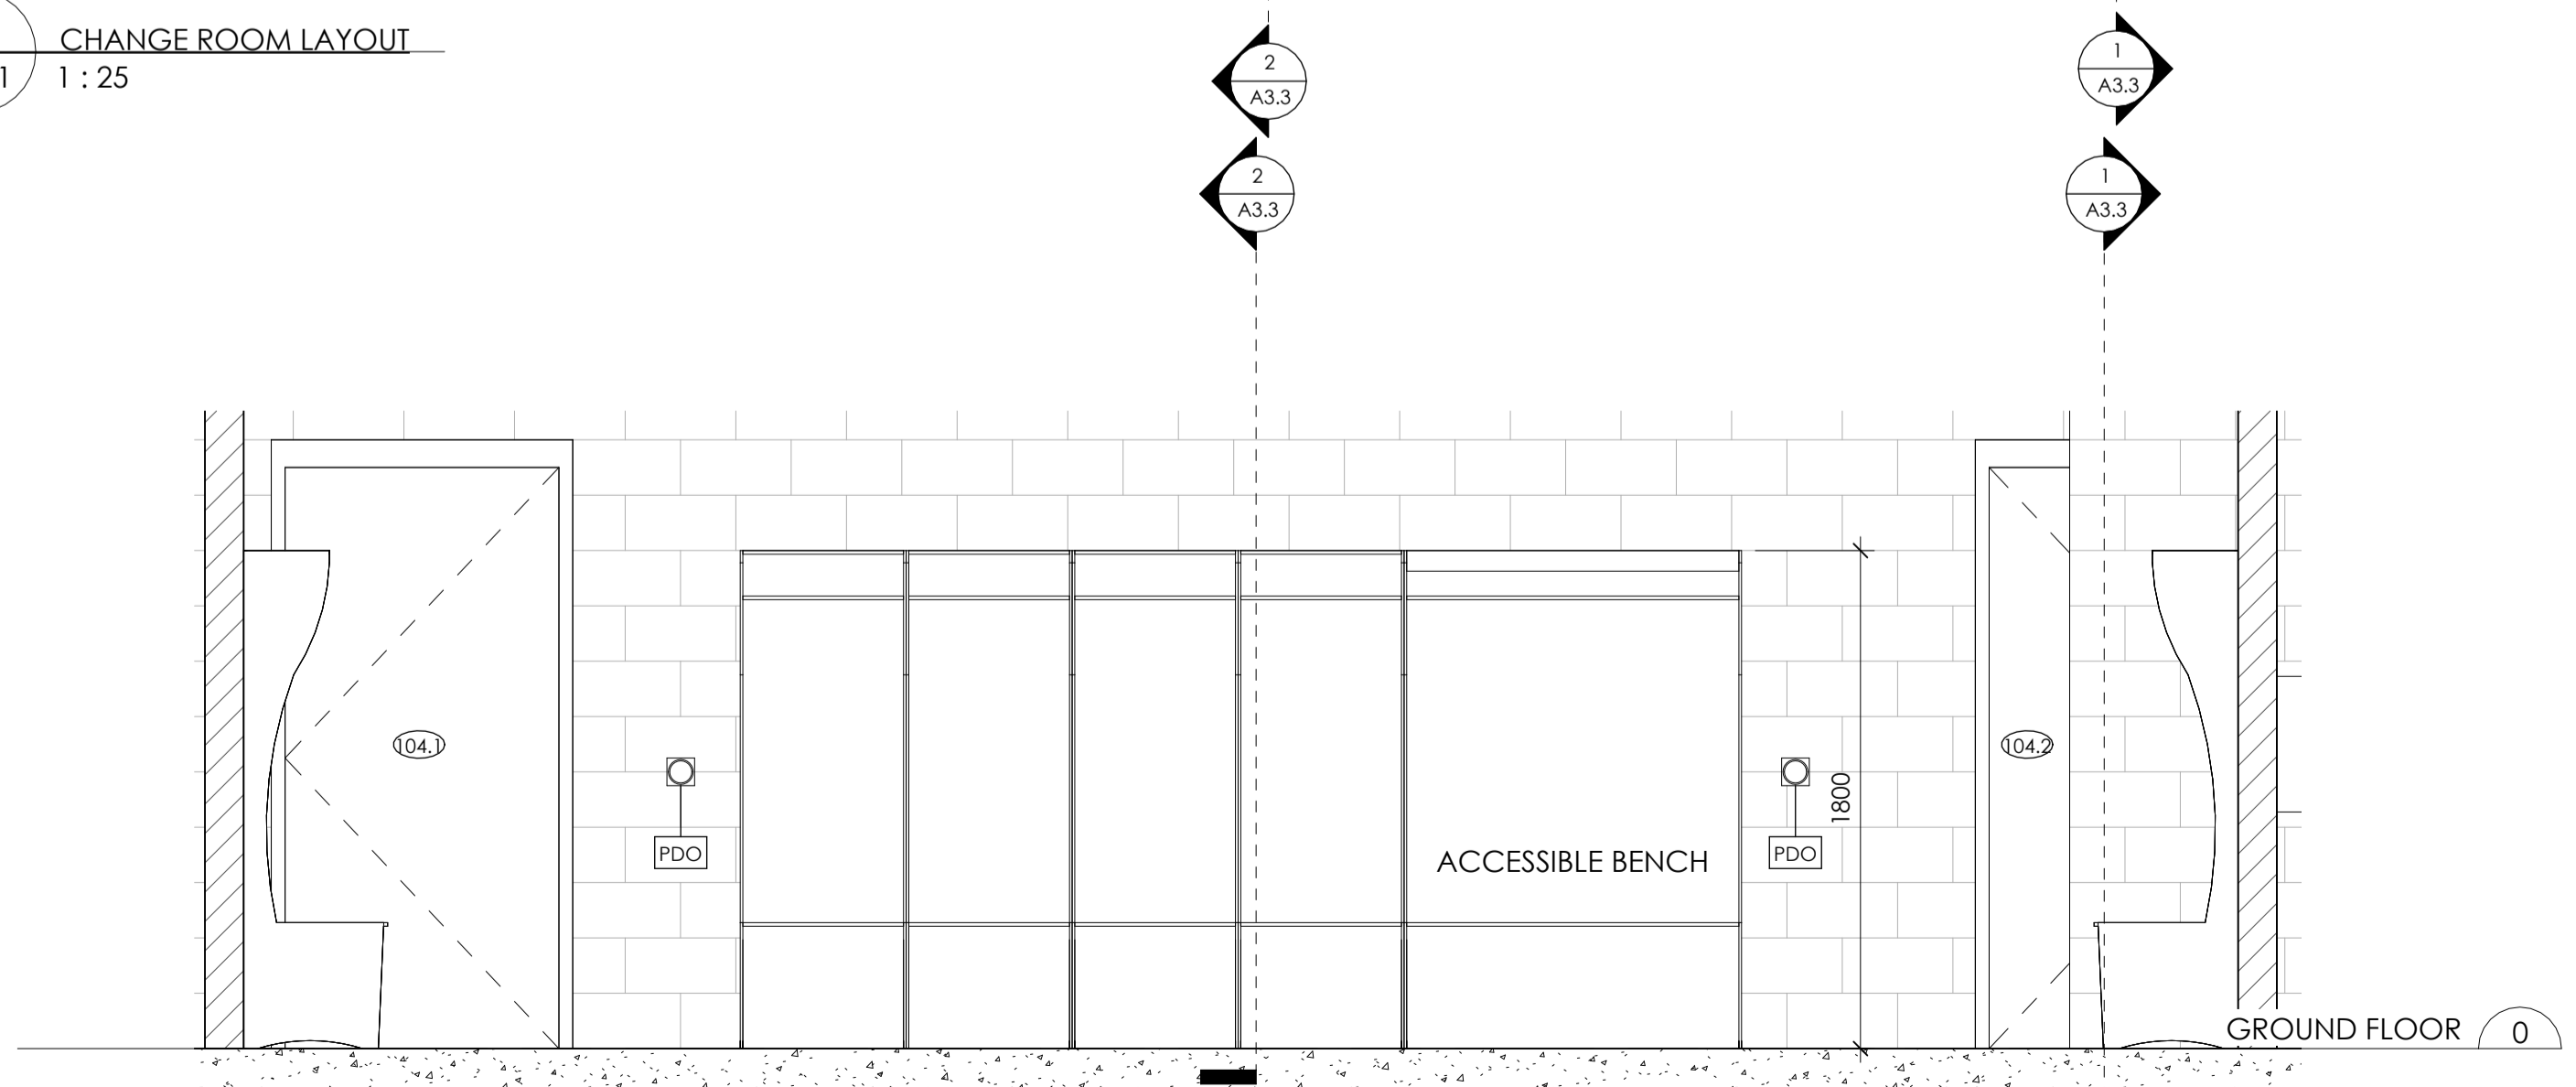 CHANGE ROOM LAYOUT
1
1 : 25
2
A3.3
1
A3.3
2
A3.3
1
A3.3
104.1
104.2
1800
PDO
PDO
ACCESSIBLE BENCH
GROUND FLOOR
0